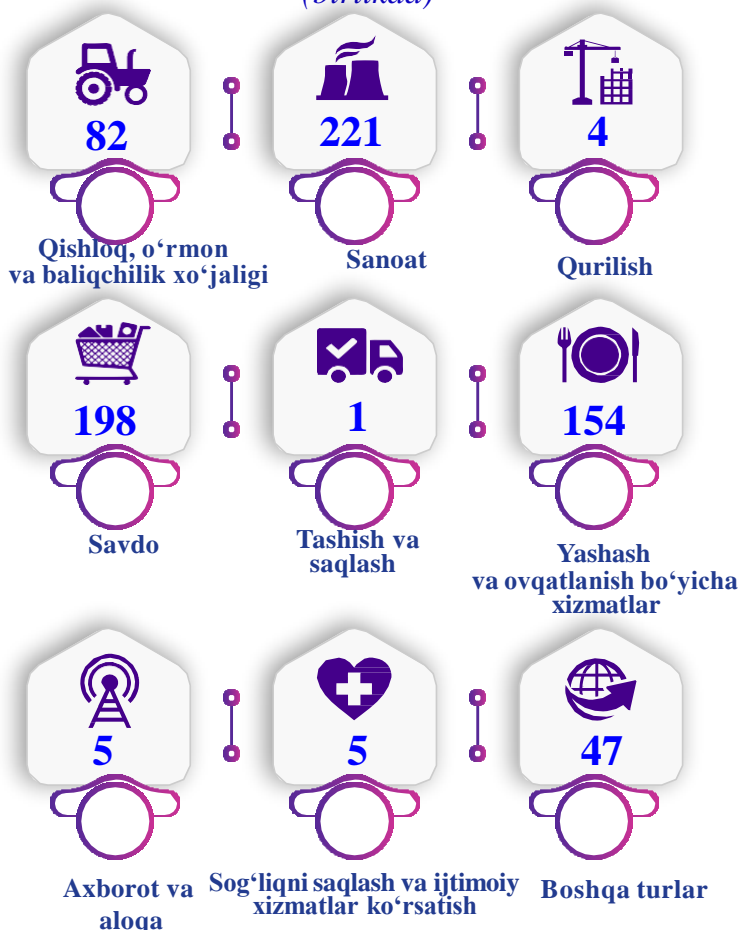 (birlikda)
82
221
4
Qishloq, o‘rmon
va baliqchilik xo‘jaligi
Sanoat
Qurilish
198
1
154
Savdo
Tashish va
saqlash
Yashash
va ovqatlanish bo‘yicha
xizmatlar
5
5
47
Axborot va
aloqa
Sog‘liqni saqlash va ijtimoiy
xizmatlar ko‘rsatish
Boshqa turlar